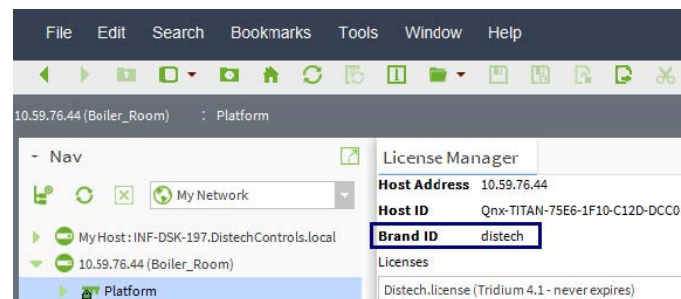 File Edit Search Bookmarks Tools Window Help
10.59.76.44 (Boiler_Room) : Platform
Nav
My Network
My Host : INF-DSK-197.DistechControls.local
10.59.76.44 (Boiler_Room)
Platform
License Manager
Host Address 10.59.76.44
Host ID Qnx-TITAN-75E6-1F10-C12D-DCC0
Brand ID distech
Licenses
Distech.license (Tridium 4.1 - never expires)